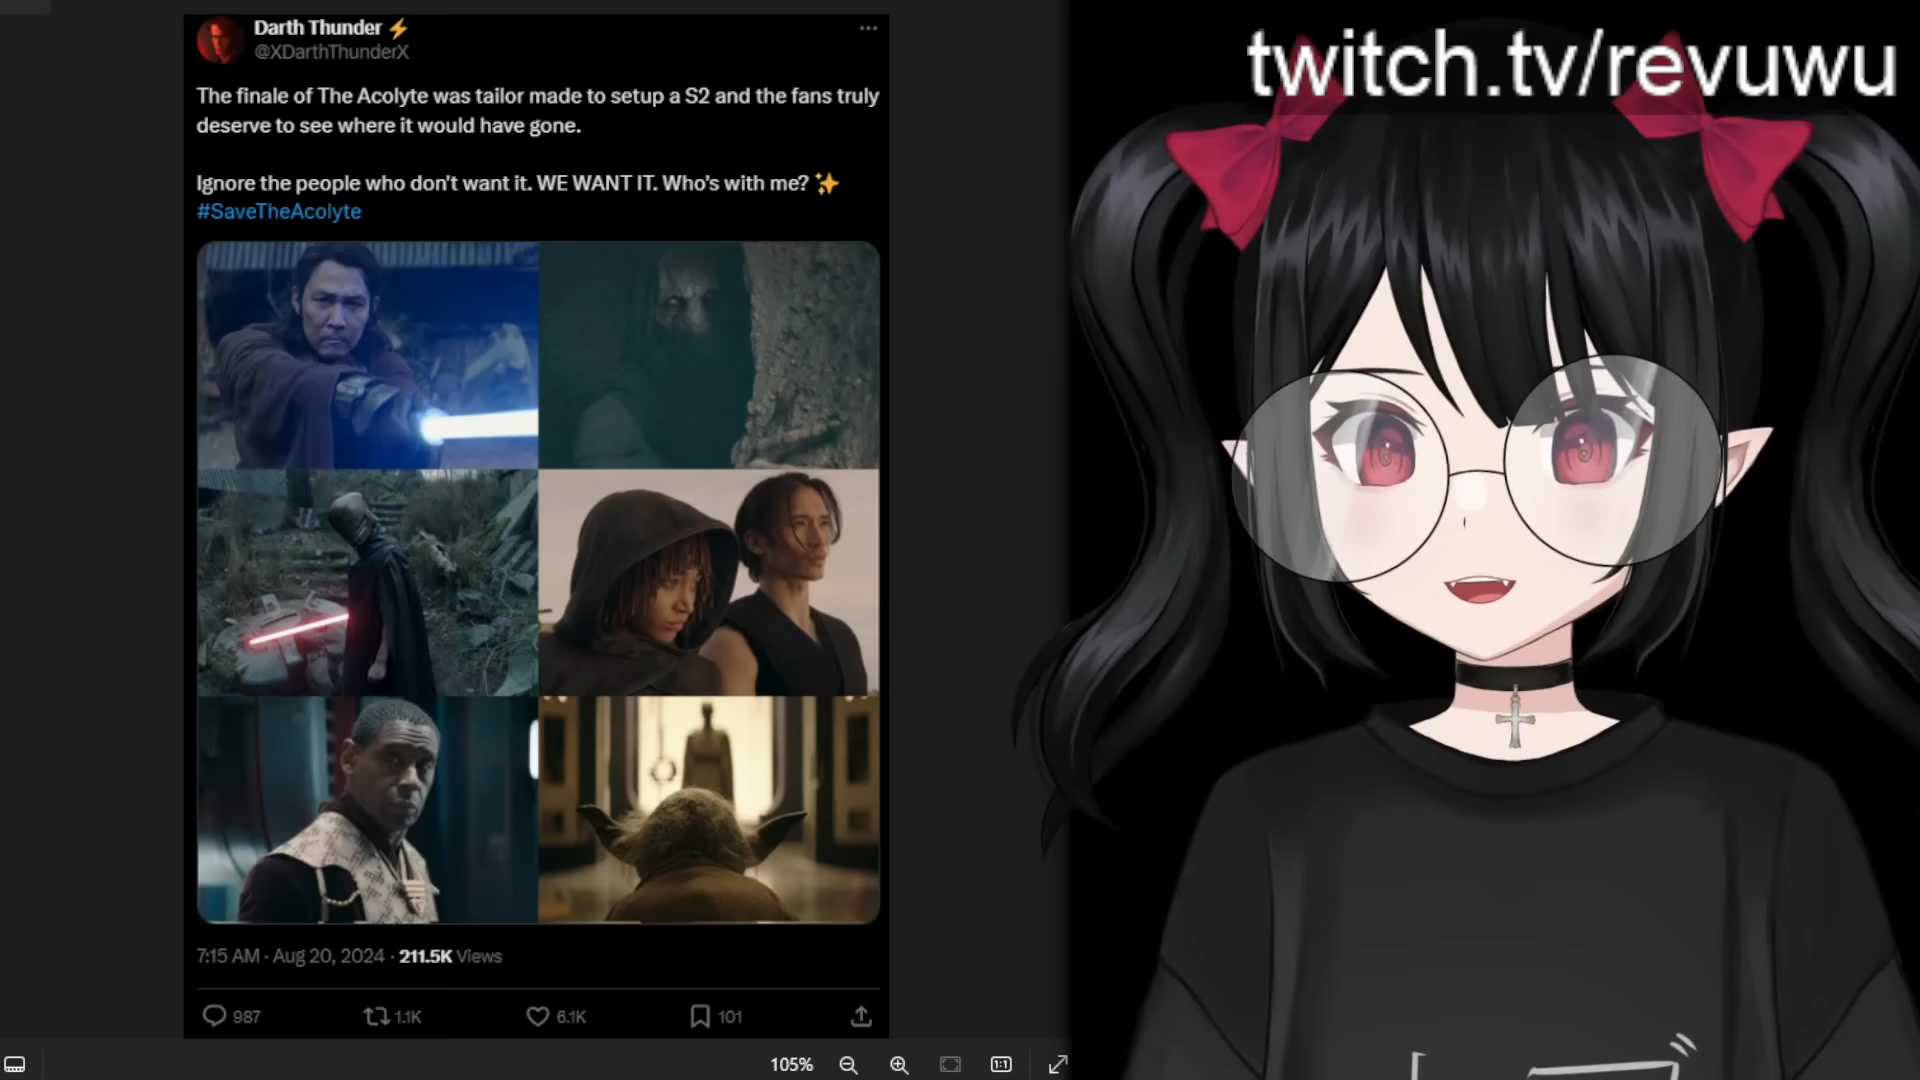 twitch.tv/revuwu
Darth Thunder⚡
@XDarthThunderX
The finale of The Acolyte was tailor made to setup a S2 and the fans truly
deserve to see where it would have gone.
Ignore the people who don't want it. WE WANT IT. Who's with me? ✨
#SaveTheAcolyte
7:15 AM · Aug 20, 2024 · 211.5K Views
987 1.1K 6.1K 101
105% 1:1